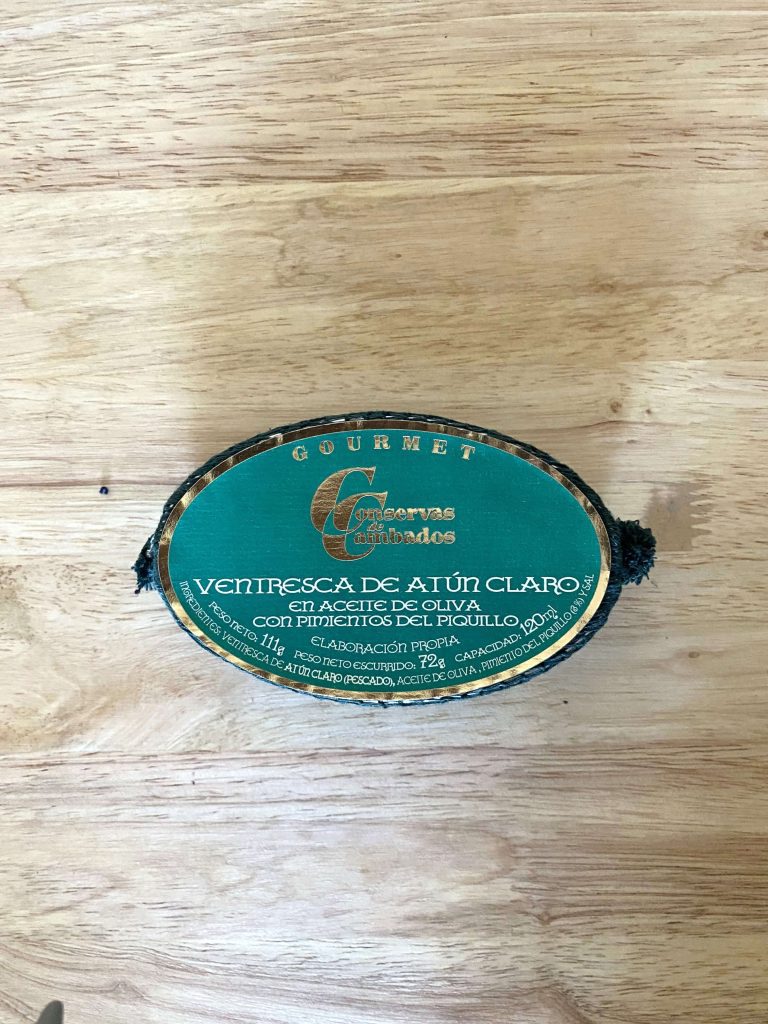 GOURMET
Conservas
de
Cambados
VENTRESCA DE ATÚN CLARO
EN ACEITE DE OLIVA
CON PIMIENTOS DEL PIQUILLO
ELABORACIÓN PROPIA
PESO NETO: 111g PESO NETO ESCURRIDO: 72g CAPACIDAD: 120ml
INGREDIENTES: VENTRESCA DE ATÚN CLARO (PESCADO), ACEITE DE OLIVA, PIMIENTO DEL PIQUILLO (8%) Y SAL